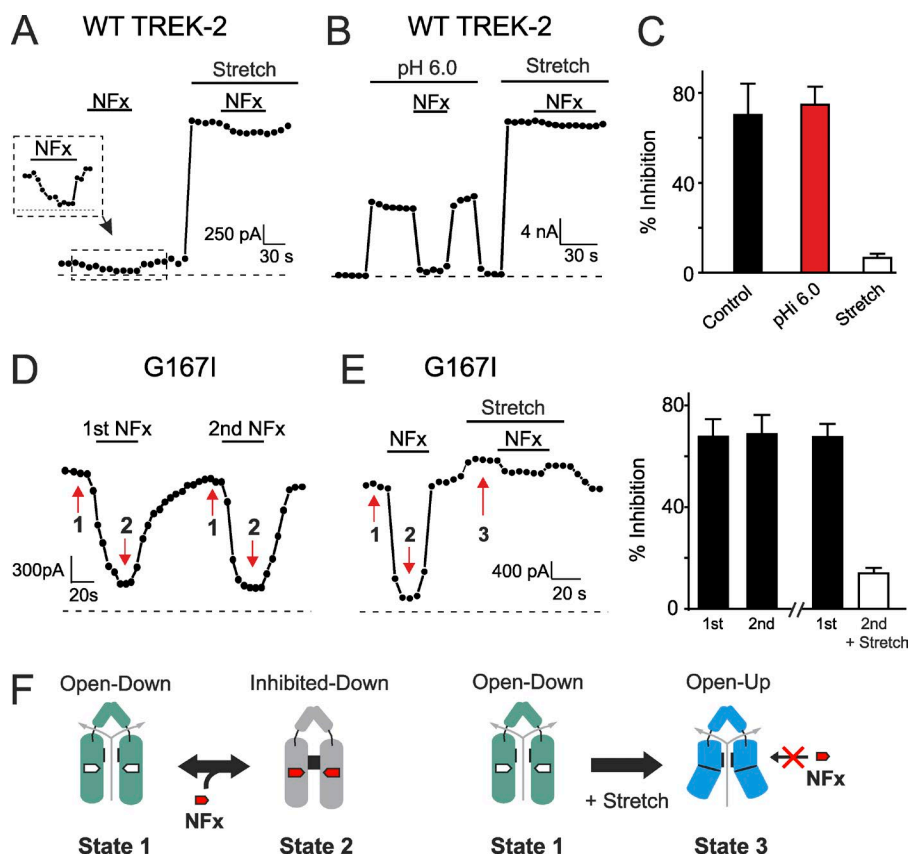 A WT TREK-2
Stretch
NFx
NFx
NFx
250 pA
30 s
B WT TREK-2
pH 6.0
Stretch
NFx
NFx
4 nA
30 s
C
% Inhibition
80
40
0
Control
pHi 6.0
Stretch
D G167I
1st NFx
2nd NFx
1
2
1
2
300pA
20s
E G167I
Stretch
NFx
NFx
1
2
3
400 pA
20 s
% Inhibition
80
40
0
1st
2nd
1st
2nd
+ Stretch
F
Open-Down
Inhibited-Down
NFx
State 1
State 2
Open-Down
Open-Up
+ Stretch
NFx
State 1
State 3